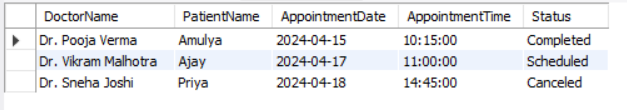 DoctorName PatientName AppointmentDate AppointmentTime Status
Dr. Pooja Verma Amulya 2024-04-15 10:15:00 Completed
Dr. Vikram Malhotra Ajay 2024-04-17 11:00:00 Scheduled
Dr. Sneha Joshi Priya 2024-04-18 14:45:00 Canceled